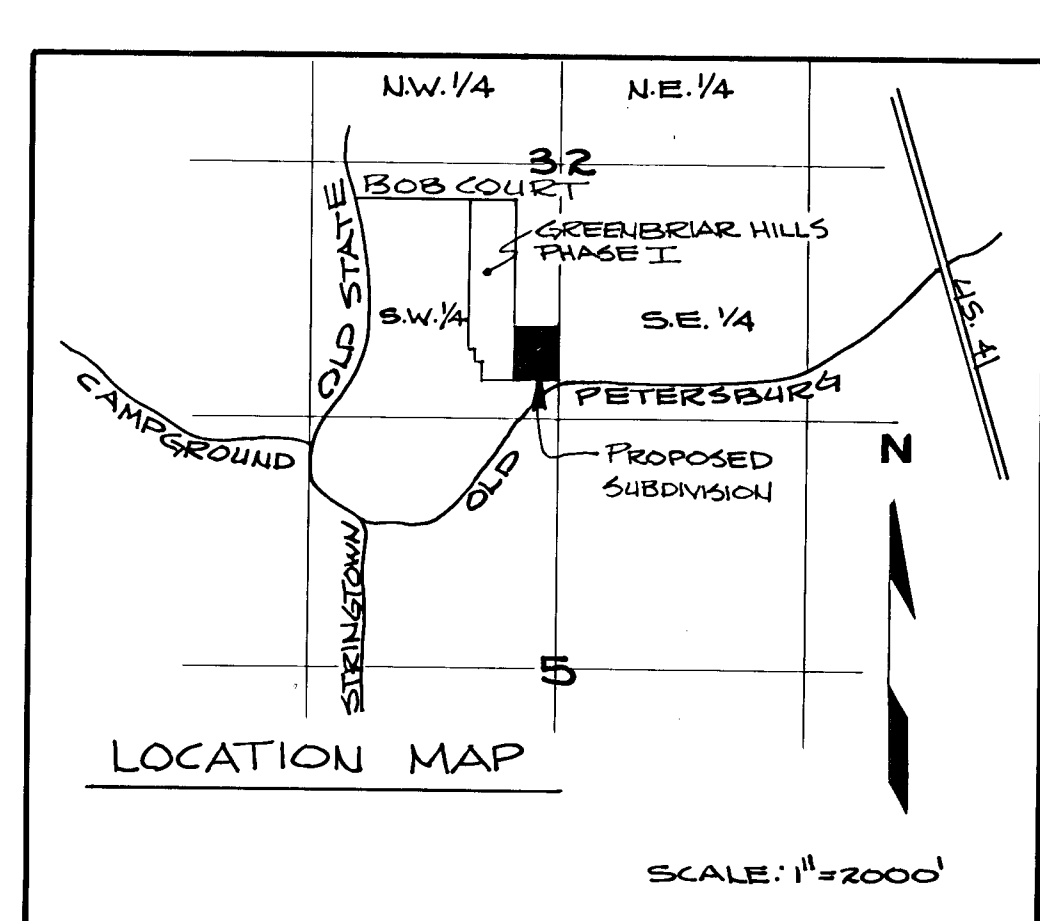 N.W. 1/4
N.E. 1/4
32
BOB COURT
OLD STATE
GREENBRIAR HILLS
PHASE I
S.W. 1/4
S.E. 1/4
U.S. 41
CAMPGROUND
OLD PETERSBURG
PROPOSED
SUBDIVISION
N
STRINGTOWN
5
LOCATION MAP
SCALE: 1"=2000'